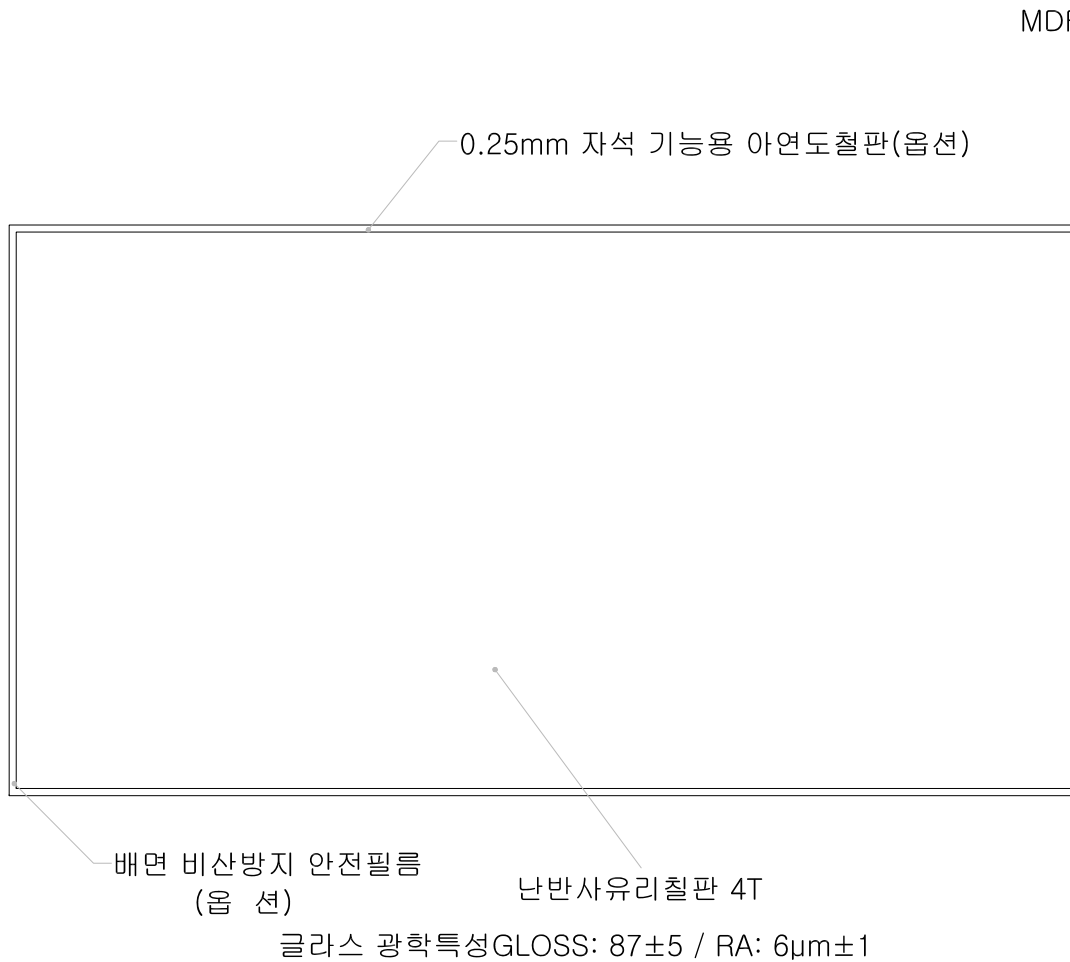 0.25mm 자석 기능용 아연도철판(옵션)
배면 비산방지 안전필름
(옵 션)
난반사유리칠판 4T
글라스 광학특성GLOSS: 87±5 / RA: 6μm±1